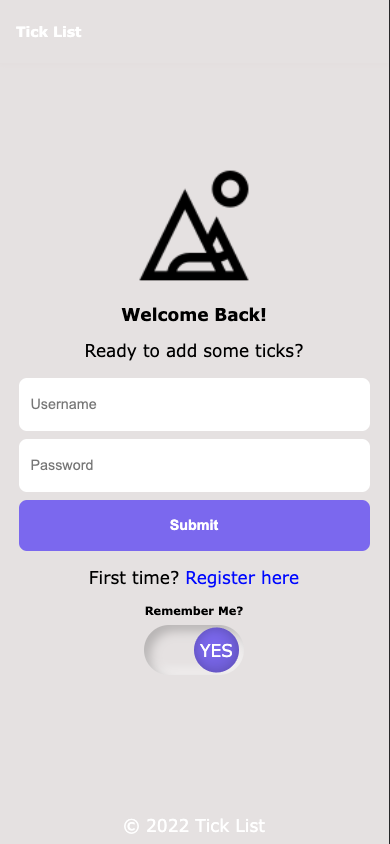 Tick List
Welcome Back!
Ready to add some ticks?
Username
Password
Submit
First time? Register here
Remember Me?
YES
© 2022 Tick List